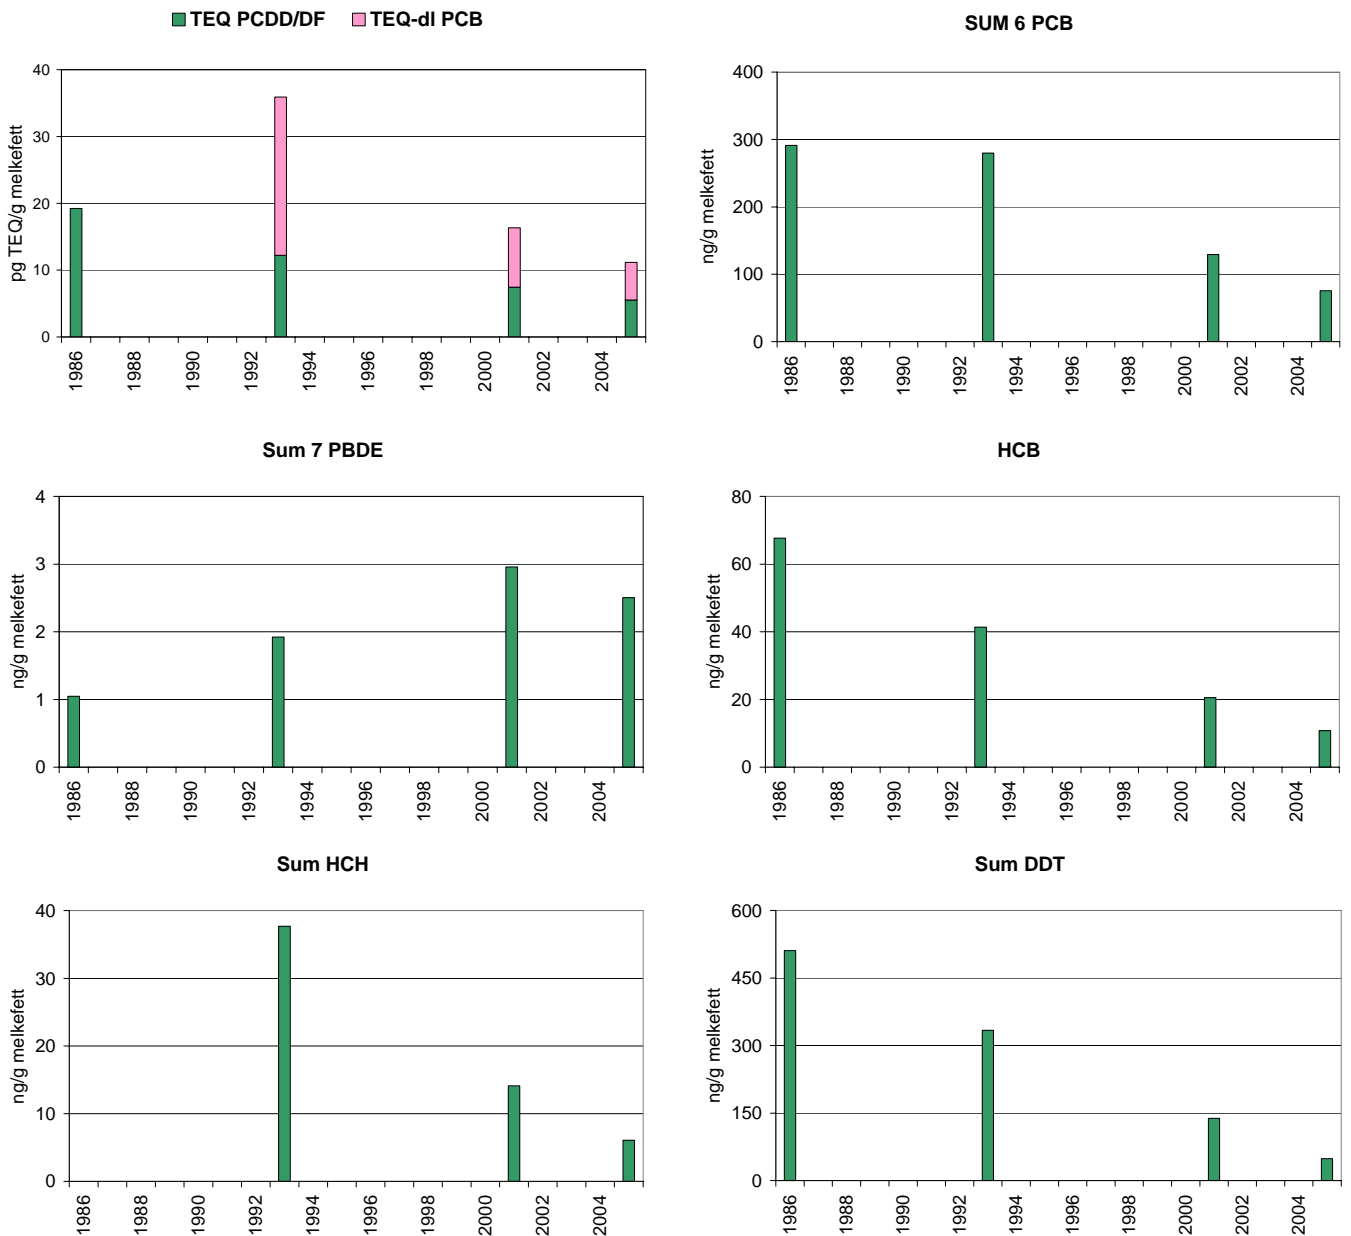 TEQ PCDD/DF TEQ-dl PCB
pg TEQ/g melkefett
40
30
20
10
0
1986 1988 1990 1992 1994 1996 1998 2000 2002 2004
SUM 6 PCB
ng/g melkefett
400
300
200
100
0
1986 1988 1990 1992 1994 1996 1998 2000 2002 2004
Sum 7 PBDE
ng/g melkefett
4
3
2
1
0
1986 1988 1990 1992 1994 1996 1998 2000 2002 2004
HCB
ng/g melkefett
80
60
40
20
0
1986 1988 1990 1992 1994 1996 1998 2000 2002 2004
Sum HCH
ng/g melkefett
40
30
20
10
0
1986 1988 1990 1992 1994 1996 1998 2000 2002 2004
Sum DDT
ng/g melkefett
600
450
300
150
0
1986 1988 1990 1992 1994 1996 1998 2000 2002 2004